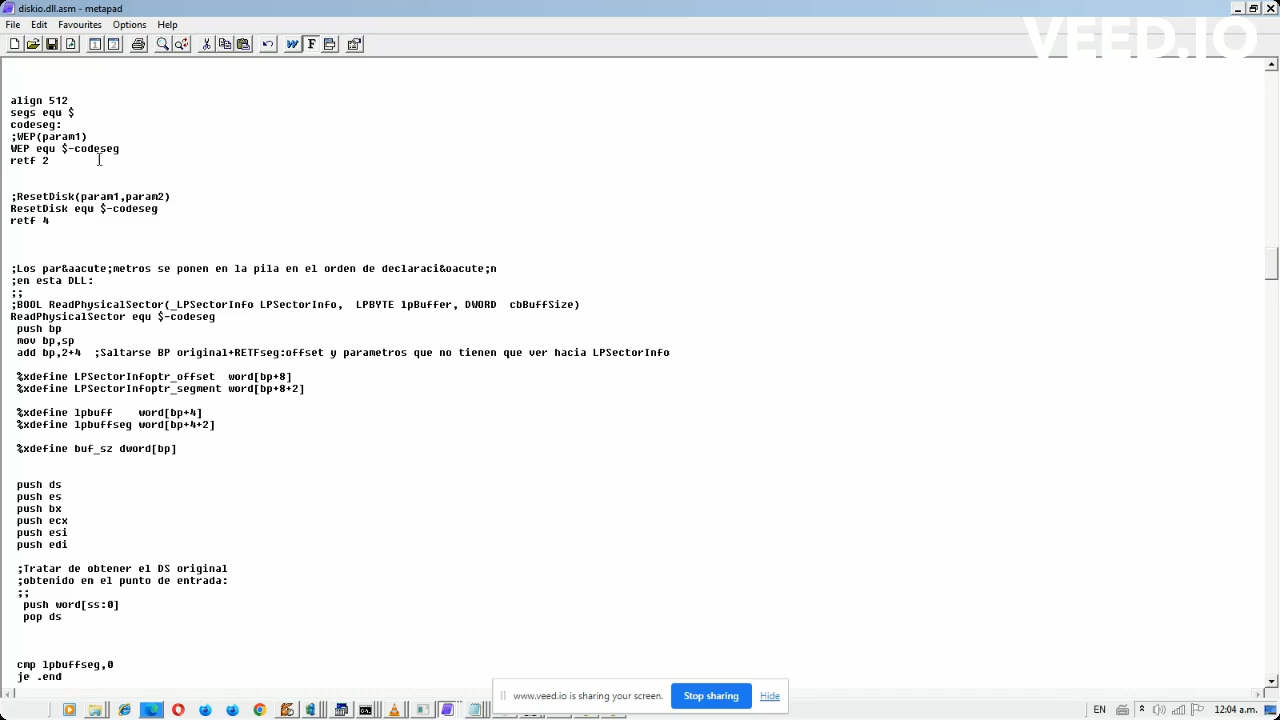 diskio.dll.asm - metapad
File Edit Favourites Options Help
VEED.IO
align 512
segs equ $
codeseg:
;WEP(param1)
WEP equ $-codeseg
retf 2
;ResetDisk(param1,param2)
ResetDisk equ $-codeseg
retf 4
;Los par&aacute;metros se ponen en la pila en el orden de declaraci&oacute;n
;en esta DLL:
;;
;BOOL ReadPhysicalSector(_LPSectorInfo LPSectorInfo,  LPBYTE lpBuffer, DWORD  cbBuffSize)
ReadPhysicalSector equ $-codeseg
push bp
mov bp,sp
add bp,2+4  ;Saltarse BP original+RETFseg:offset y parametros que no tienen que ver hacia LPSectorInfo
%xdefine LPSectorInfoptr_offset  word[bp+8]
%xdefine LPSectorInfoptr_segment word[bp+8+2]
%xdefine lpbuff    word[bp+4]
%xdefine lpbuffseg word[bp+4+2]
%xdefine buf_sz dword[bp]
push ds
push es
push bx
push ecx
push esi
push edi
;Tratar de obtener el DS original
;obtenido en el punto de entrada:
;;
push word[ss:0]
pop ds
cmp lpbuffseg,0
je .end
www.veed.io is sharing your screen. Stop sharing Hide
EN 12:04 a.m.